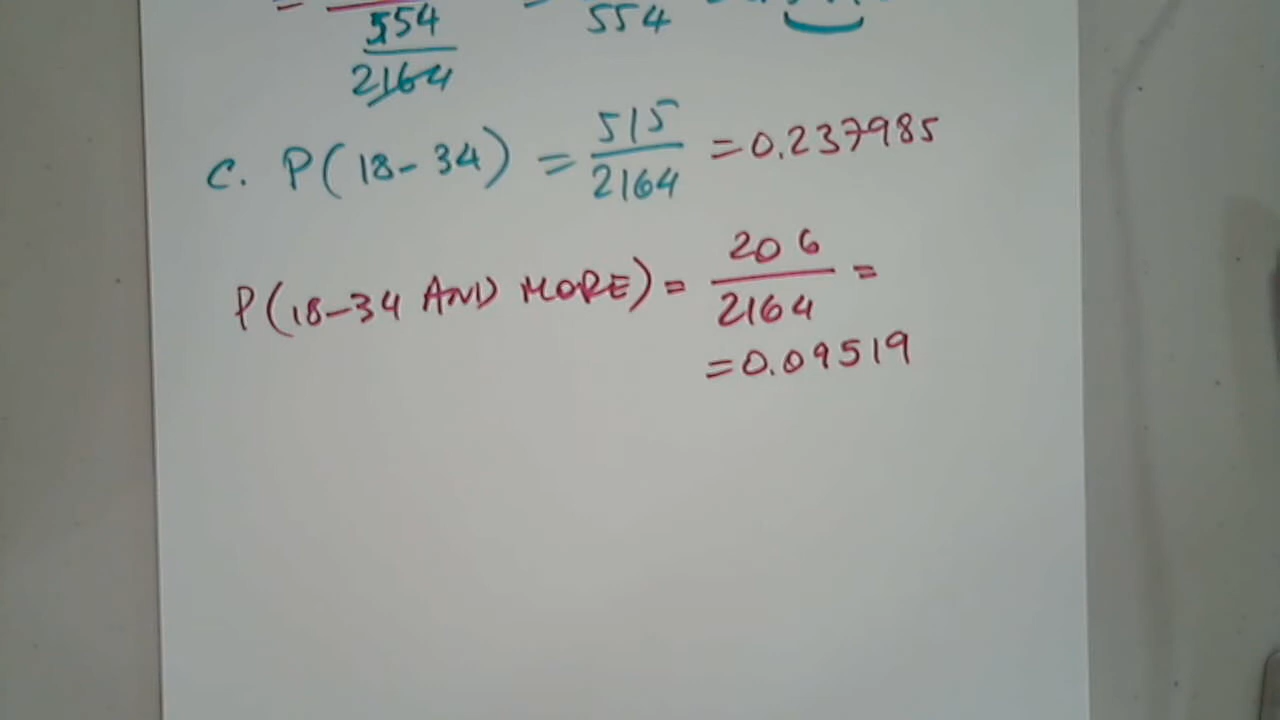 =
554 = 554
2164
C. P(18-34) = 515 / 2164 = 0.237985
P(18-34 AND MORE) = 206 / 2164 =
= 0.09519